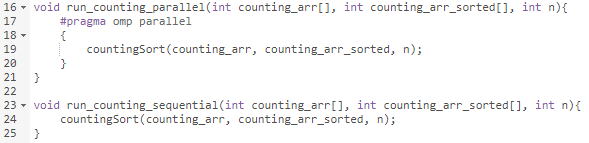 16 void run_counting_parallel(int counting_arr[], int counting_arr_sorted[], int n){
17     #pragma omp parallel
18     {
19         countingSort(counting_arr, counting_arr_sorted, n);
20     }
21 }
22
23 void run_counting_sequential(int counting_arr[], int counting_arr_sorted[], int n){
24     countingSort(counting_arr, counting_arr_sorted, n);
25 }